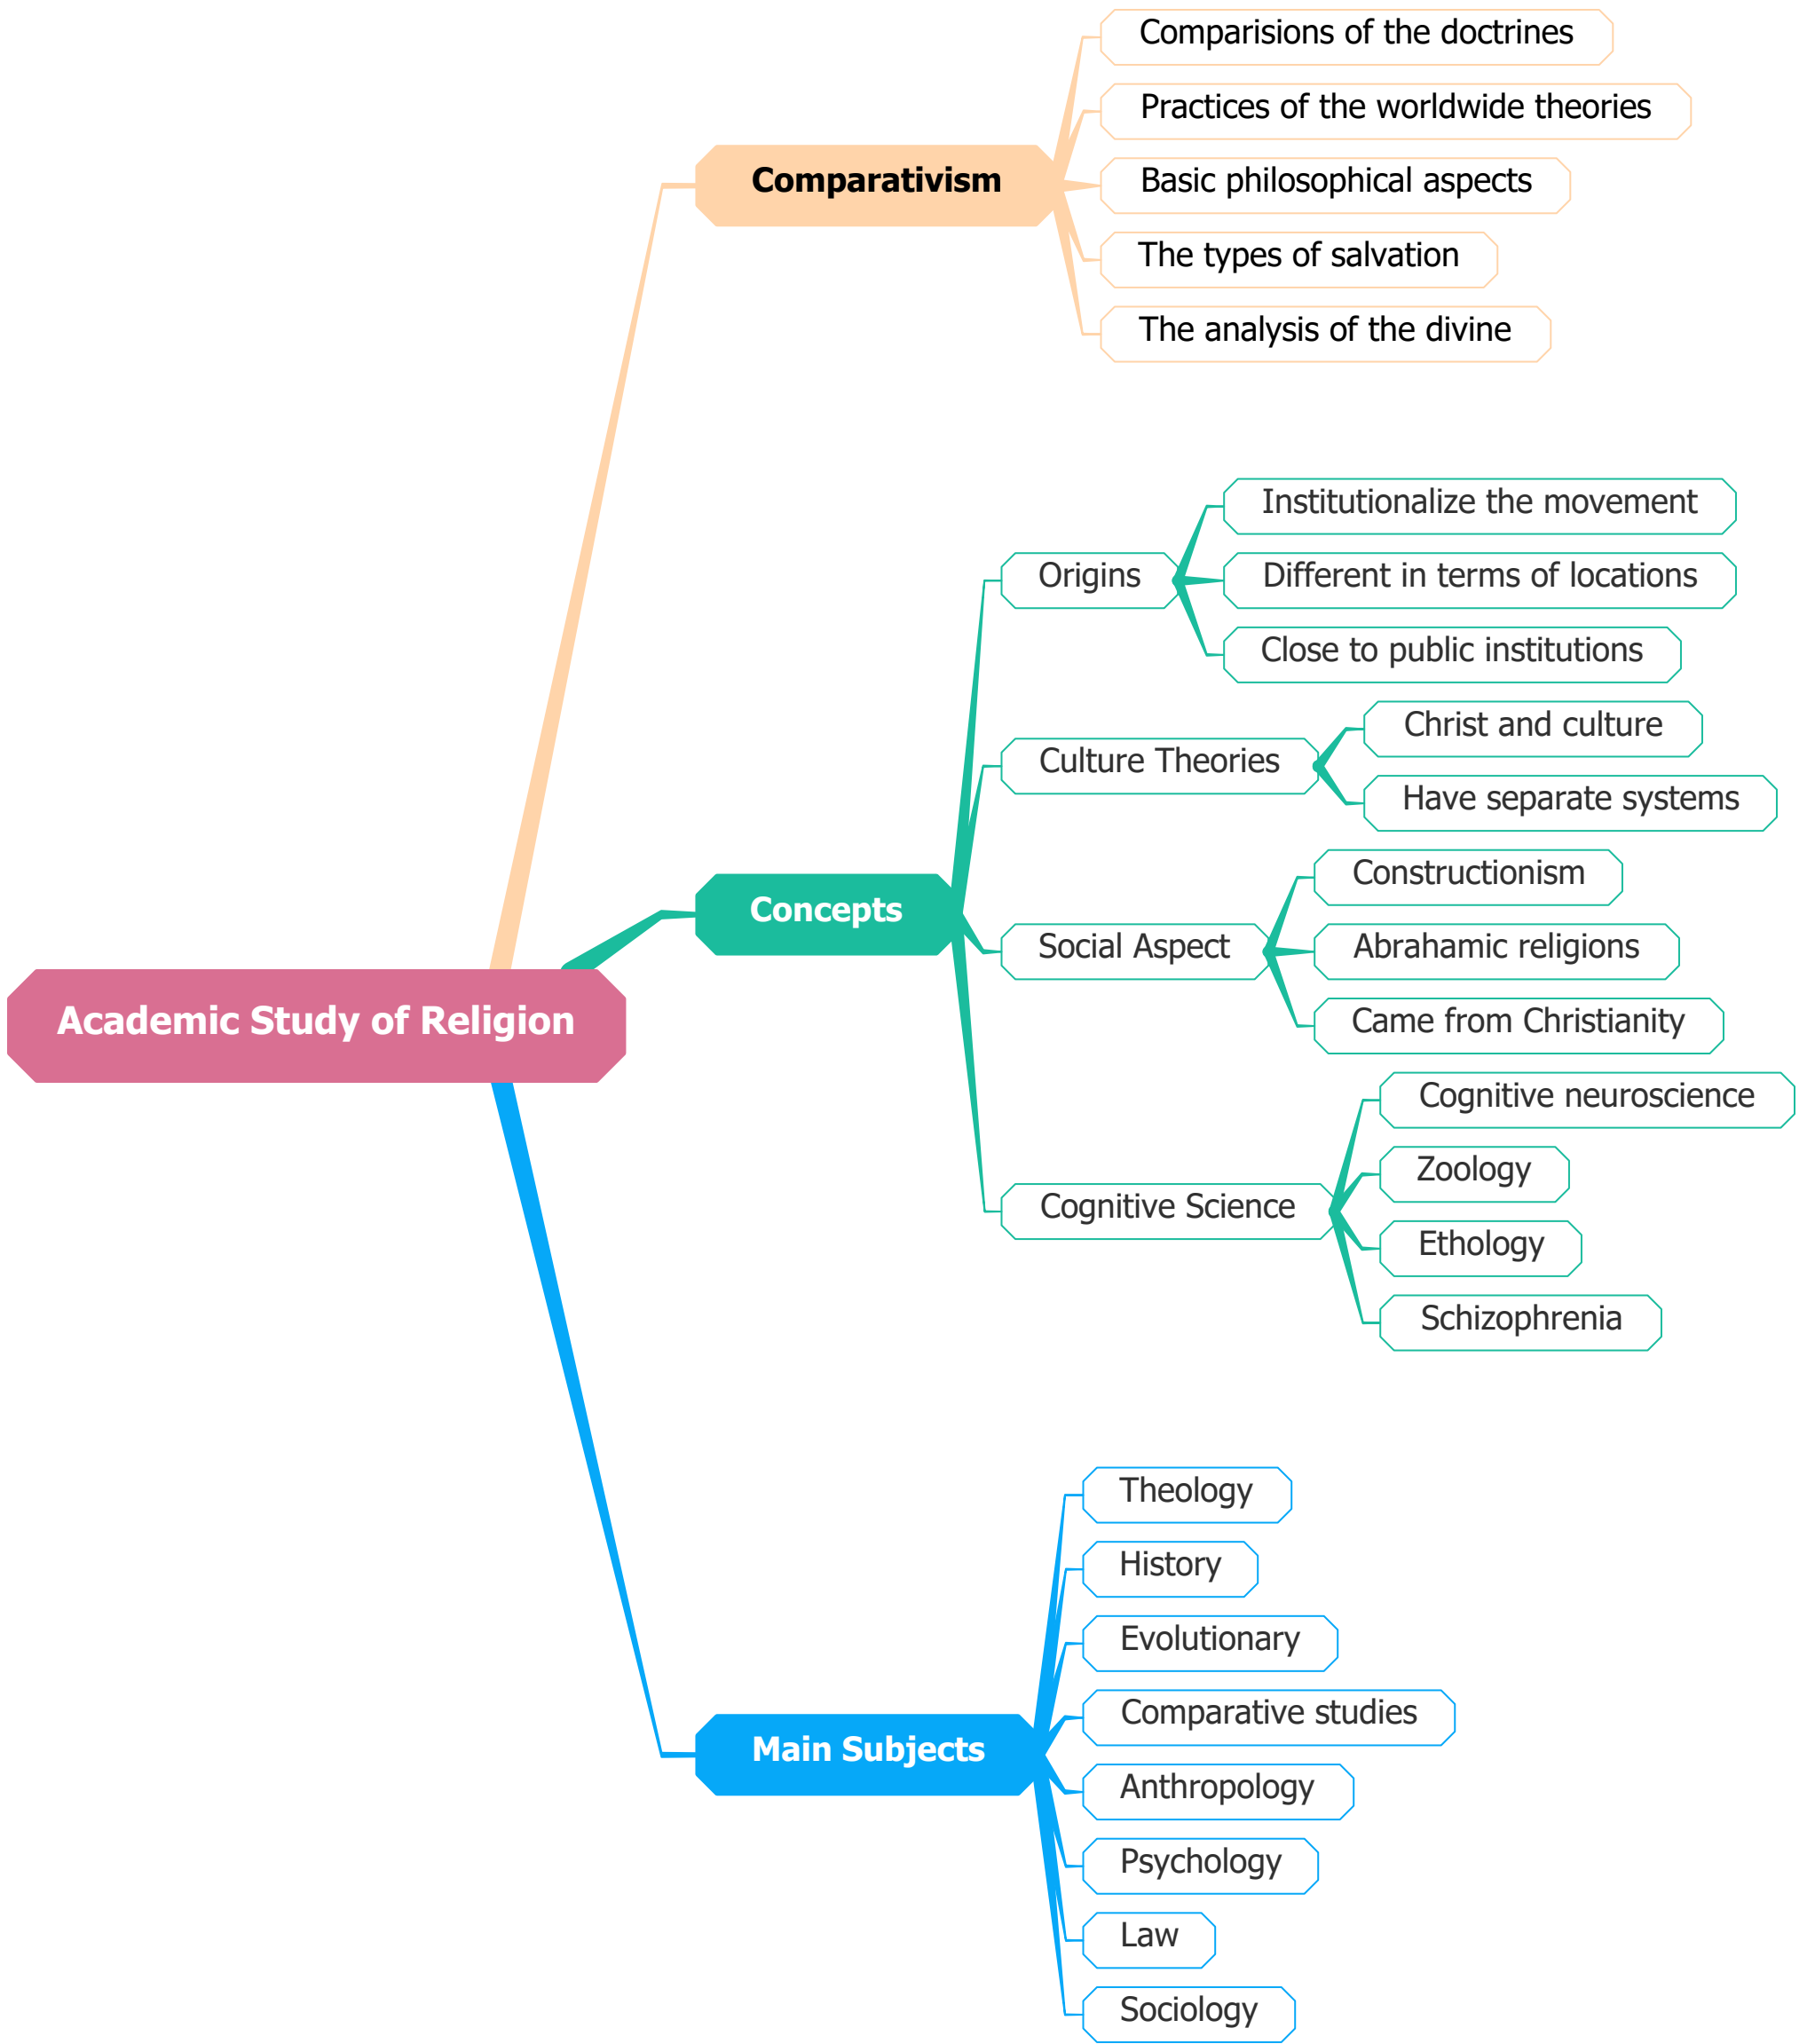 Academic Study of Religion
Comparativism
Comparisions of the doctrines
Practices of the worldwide theories
Basic philosophical aspects
The types of salvation
The analysis of the divine
Concepts
Origins
Institutionalize the movement
Different in terms of locations
Close to public institutions
Culture Theories
Christ and culture
Have separate systems
Social Aspect
Constructionism
Abrahamic religions
Came from Christianity
Cognitive Science
Cognitive neuroscience
Zoology
Ethology
Schizophrenia
Main Subjects
Theology
History
Evolutionary
Comparative studies
Anthropology
Psychology
Law
Sociology